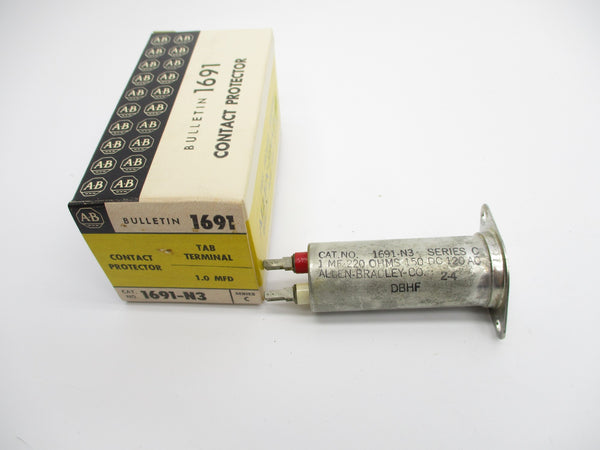 BULLETIN 1691
CONTACT PROTECTOR
A-B A-B A-B A-B
A-B A-B A-B A-B
A-B A-B A-B A-B
A-B A-B A-B A-B
A-B A-B A-B A-B
A-B BULLETIN 1691
CONTACT PROTECTOR
TAB TERMINAL
1.0 MFD
CAT. NO. 1691-N3 SERIES C
CAT. NO. 1691-N3 SERIES C
1 MF 220 OHMS 150 DC 120 AC
ALLEN-BRADLEY CO. 24
DBHF